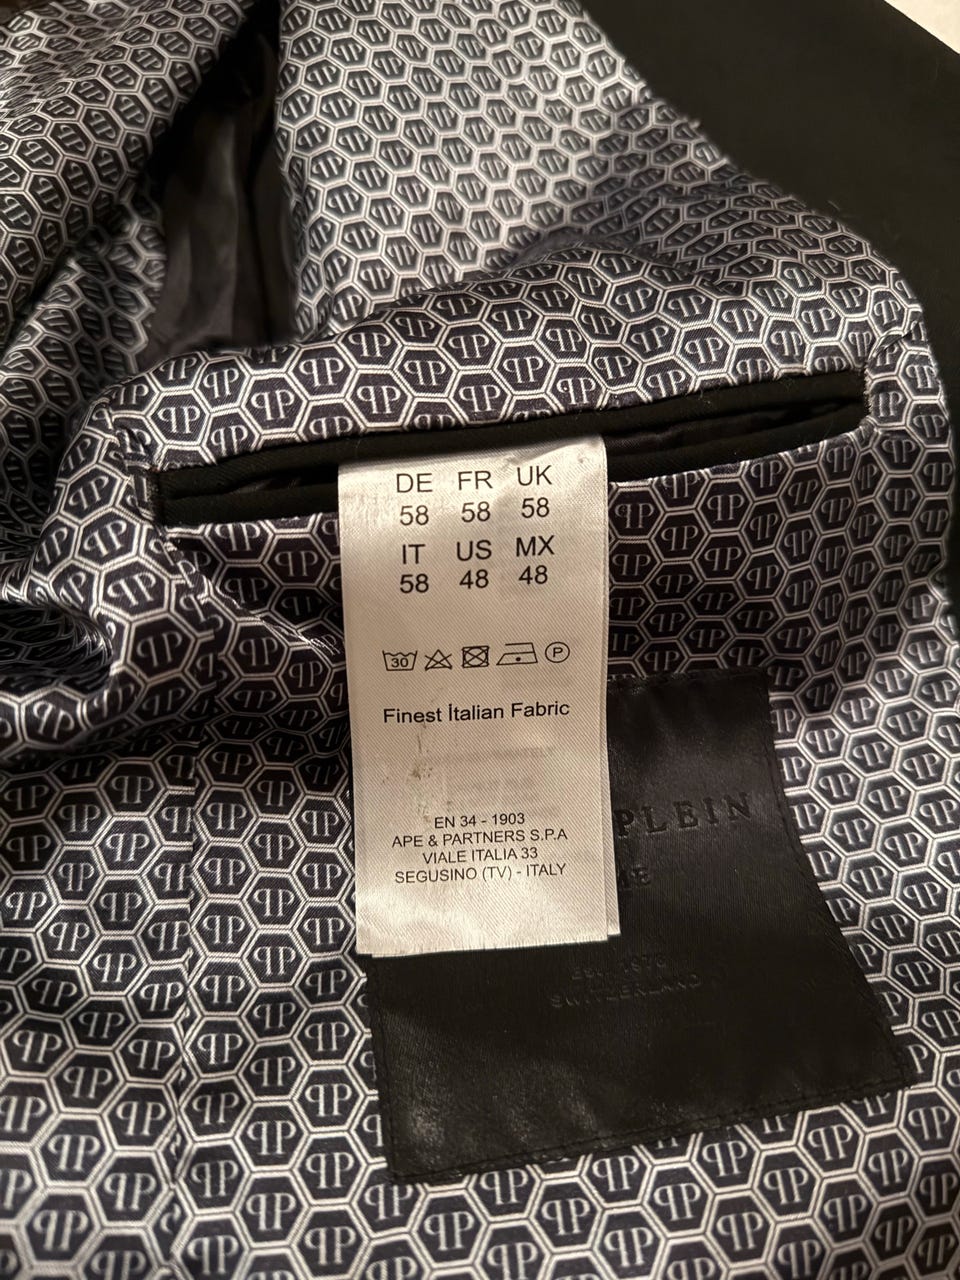 DE FR UK
58 58 58
IT US MX
58 48 48
30 P
Finest İtalian Fabric
EN 34 - 1903
APE & PARTNERS S.P.A
VIALE ITALIA 33
SEGUSINO (TV) - ITALY
PLEIN
SWITZERLAND